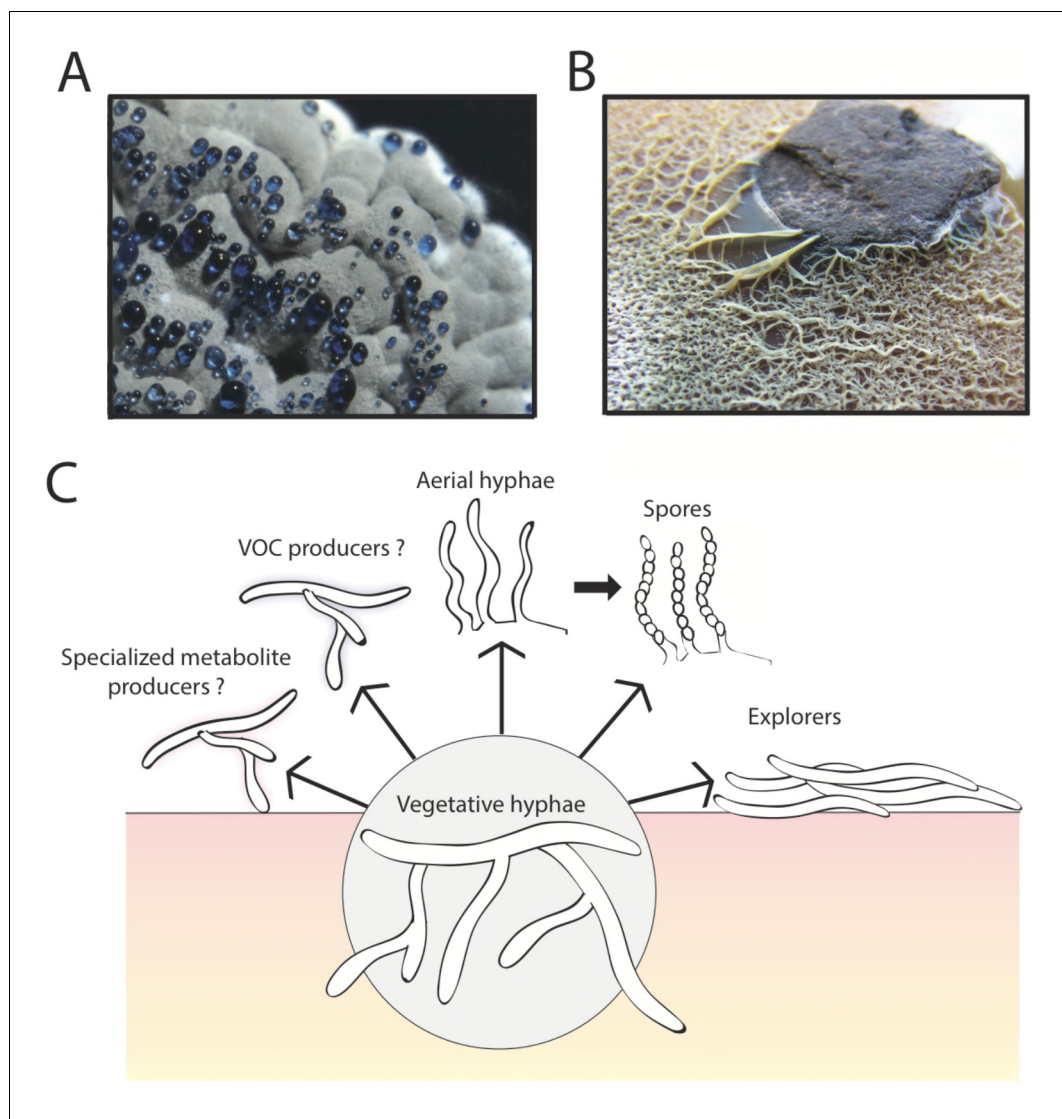 A
B
C
Aerial hyphae
Spores
VOC producers ?
Specialized metabolite
producers ?
Explorers
Vegetative hyphae